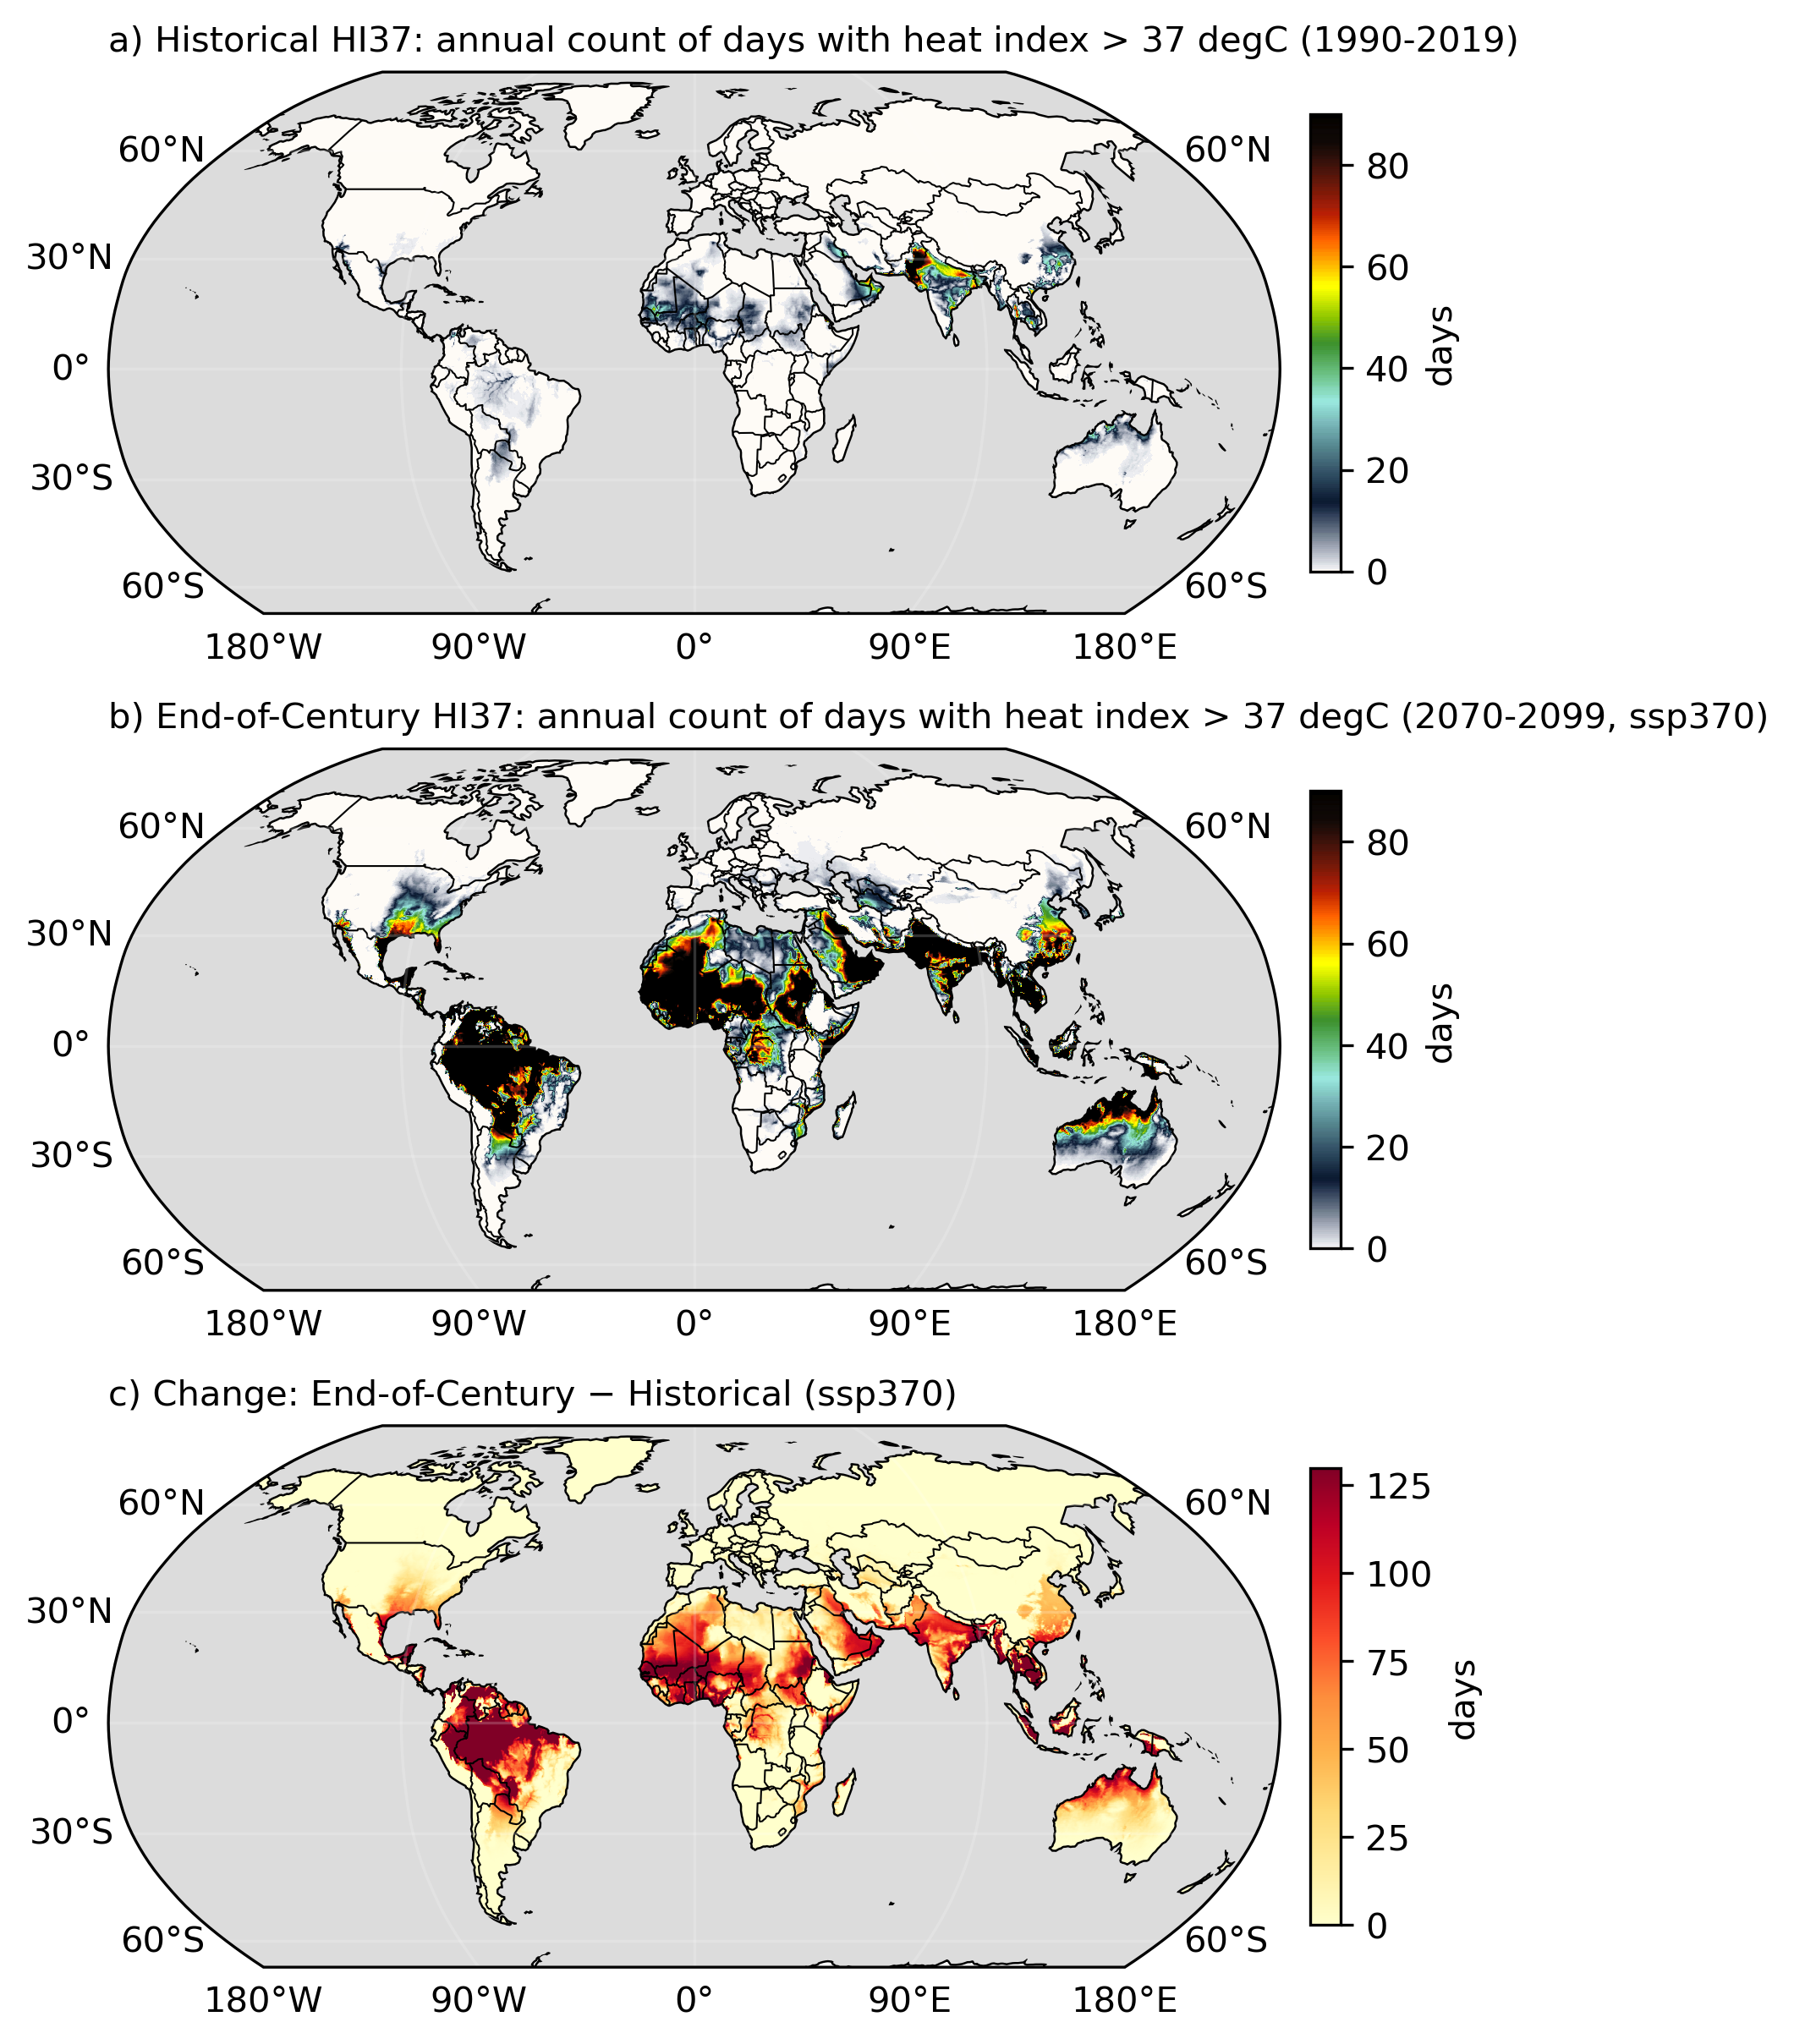 a) Historical HI37: annual count of days with heat index > 37 degC (1990-2019)
60°N 60°N
30°N
0°
30°S
60°S 60°S
180°W 90°W 0° 90°E 180°E
80
60
40
20
0
days
b) End-of-Century HI37: annual count of days with heat index > 37 degC (2070-2099, ssp370)
60°N 60°N
30°N
0°
30°S
60°S 60°S
180°W 90°W 0° 90°E 180°E
80
60
40
20
0
days
c) Change: End-of-Century − Historical (ssp370)
60°N 60°N
30°N
0°
30°S
60°S 60°S
180°W 90°W 0° 90°E 180°E
125
100
75
50
25
0
days